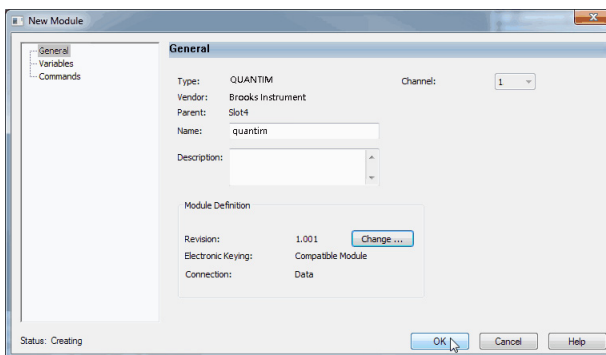 New Module
General
Variables
Commands
General
Type: QUANTIM Channel: 1
Vendor: Brooks Instrument
Parent: Slot4
Name: quantim
Description:
Module Definition
Revision: 1.001 Change ...
Electronic Keying: Compatible Module
Connection: Data
Status: Creating OK Cancel Help